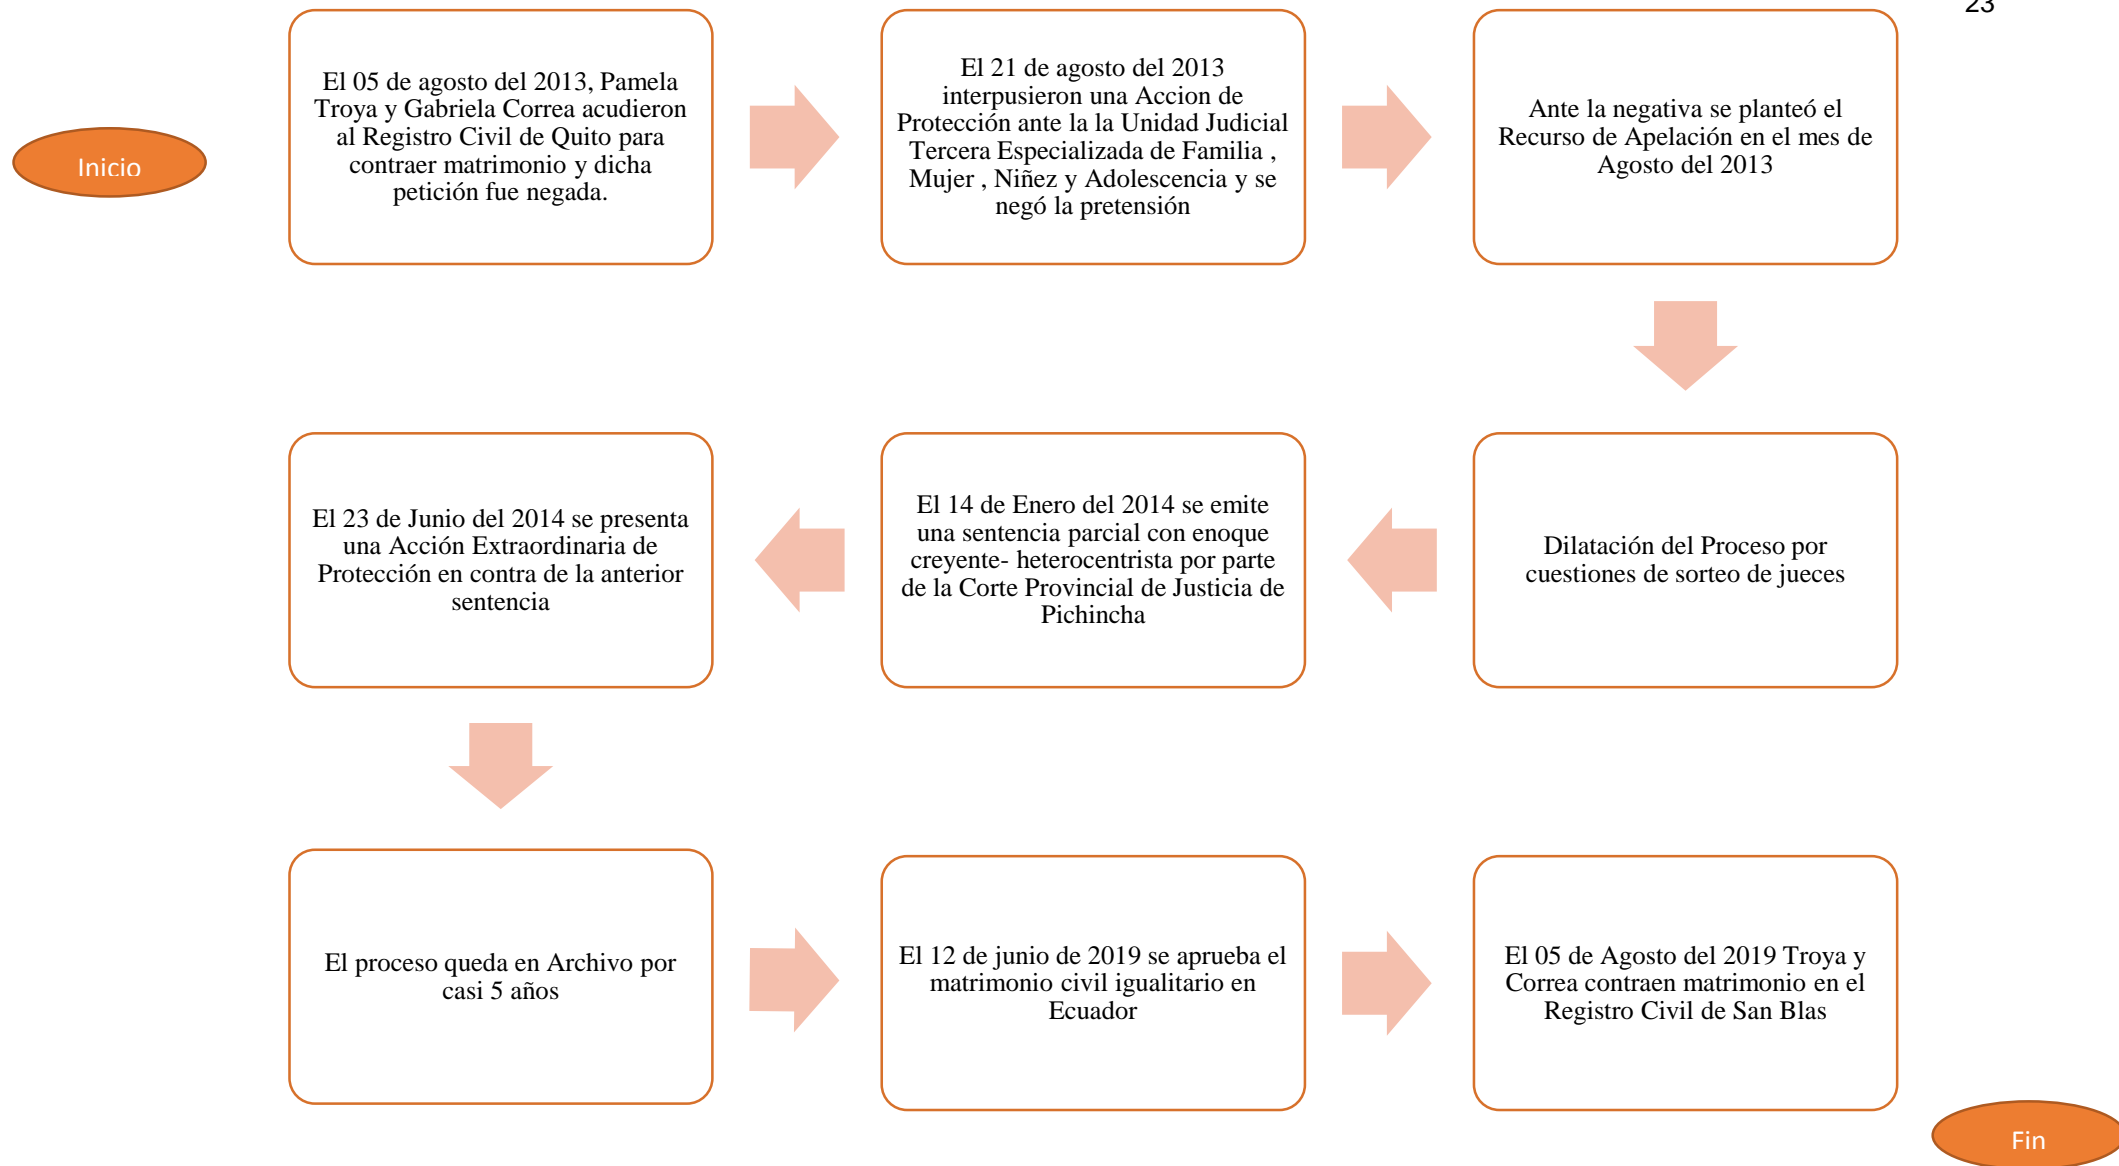 23
Inicio
El 05 de agosto del 2013, Pamela
Troya y Gabriela Correa acudieron
al Registro Civil de Quito para
contraer matrimonio y dicha
petición fue negada.
El 21 de agosto del 2013
interpusieron una Accion de
Protección ante la la Unidad Judicial
Tercera Especializada de Familia ,
Mujer , Niñez y Adolescencia y se
negó la pretensión
Ante la negativa se planteó el
Recurso de Apelación en el mes de
Agosto del 2013
Dilatación del Proceso por
cuestiones de sorteo de jueces
El 14 de Enero del 2014 se emite
una sentencia parcial con enoque
creyente- heterocentrista por parte
de la Corte Provincial de Justicia de
Pichincha
El 23 de Junio del 2014 se presenta
una Acción Extraordinaria de
Protección en contra de la anterior
sentencia
El proceso queda en Archivo por
casi 5 años
El 12 de junio de 2019 se aprueba el
matrimonio civil igualitario en
Ecuador
El 05 de Agosto del 2019 Troya y
Correa contraen matrimonio en el
Registro Civil de San Blas
Fin